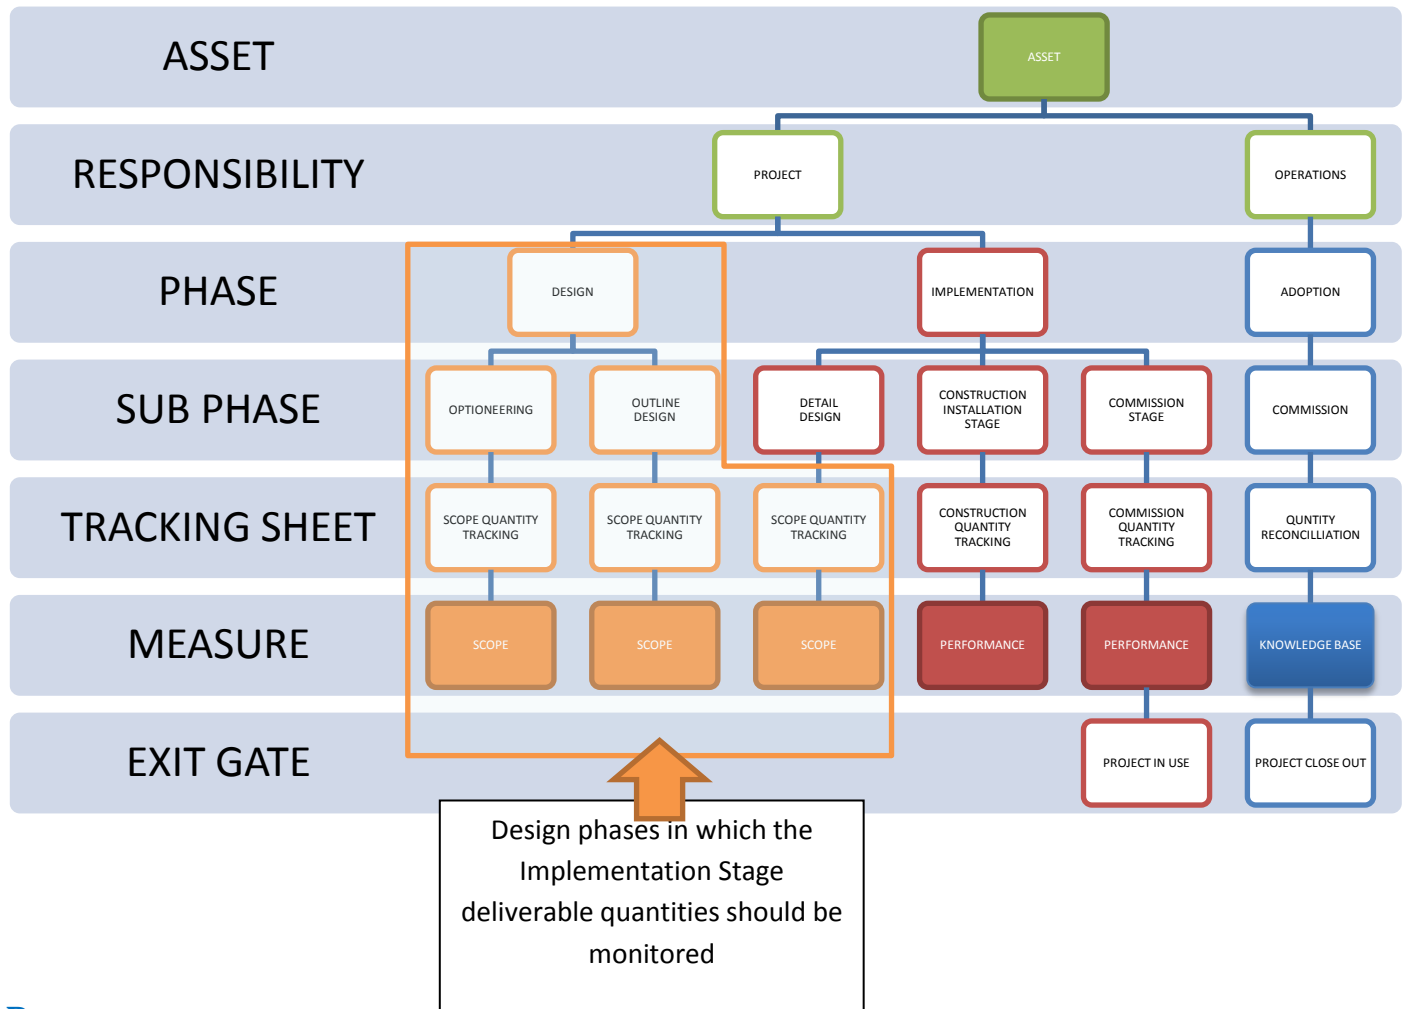 ASSET
ASSET
RESPONSIBILITY
PROJECT
OPERATIONS
PHASE
DESIGN
IMPLEMENTATION
ADOPTION
SUB PHASE
OPTIONEERING
OUTLINE
DESIGN
DETAIL
DESIGN
CONSTRUCTION
INSTALLATION
STAGE
COMMISSION
STAGE
COMMISSION
TRACKING SHEET
SCOPE QUANTITY
TRACKING
SCOPE QUANTITY
TRACKING
SCOPE QUANTITY
TRACKING
CONSTRUCTION
QUANTITY
TRACKING
COMMISSION
QUANTITY
TRACKING
QUNTITY
RECONCILLIATION
MEASURE
SCOPE
SCOPE
SCOPE
PERFORMANCE
PERFORMANCE
KNOWLEDGE BASE
EXIT GATE
PROJECT IN USE
PROJECT CLOSE OUT
Design phases in which the
Implementation Stage
deliverable quantities should be
monitored